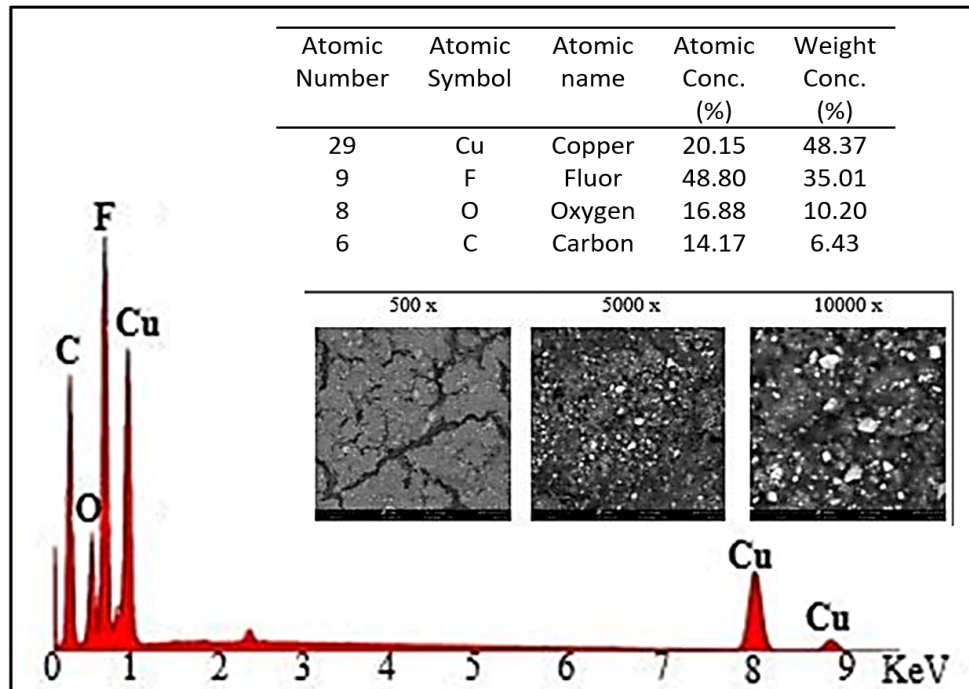 Atomic Number Atomic Symbol Atomic name Atomic Conc. (%) Weight Conc. (%)
29 Cu Copper 20.15 48.37
9 F Fluor 48.80 35.01
8 O Oxygen 16.88 10.20
6 C Carbon 14.17 6.43
500 x 5000 x 10000 x
F
Cu
C
O
Cu
Cu
0 1 2 3 4 5 6 7 8 9 KeV